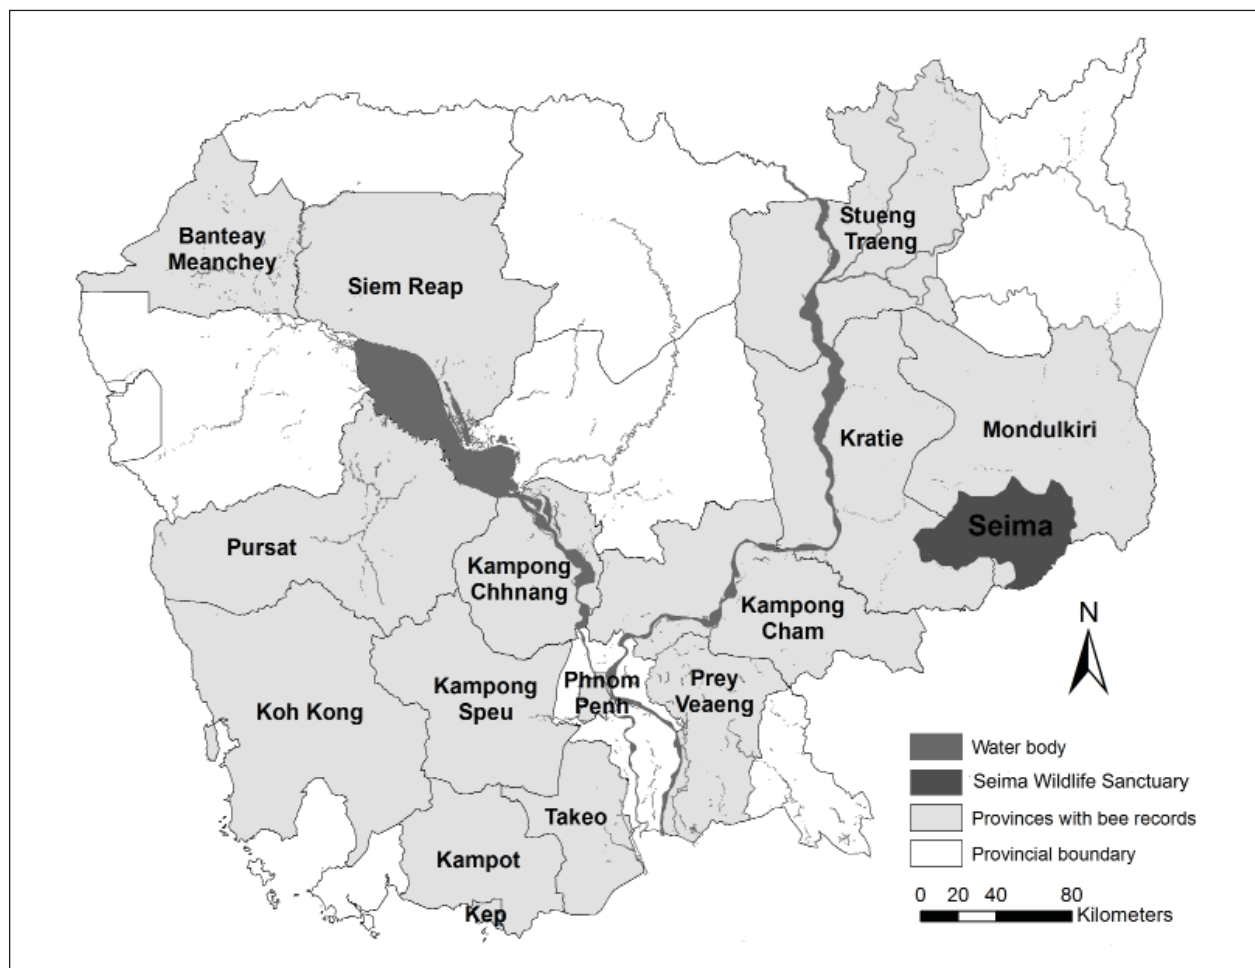 Stueng
Traeng
Banteay
Meanchey
Siem Reap
Kratie
Mondulkiri
Seima
Pursat
Kampong
Chhnang
Kampong
Cham
N
Phnom
Penh
Prey
Veaeng
Kampong
Speu
Koh Kong
Takeo
Kampot
Kep
Water body
Seima Wildlife Sanctuary
Provinces with bee records
Provincial boundary
0 20 40 80
Kilometers